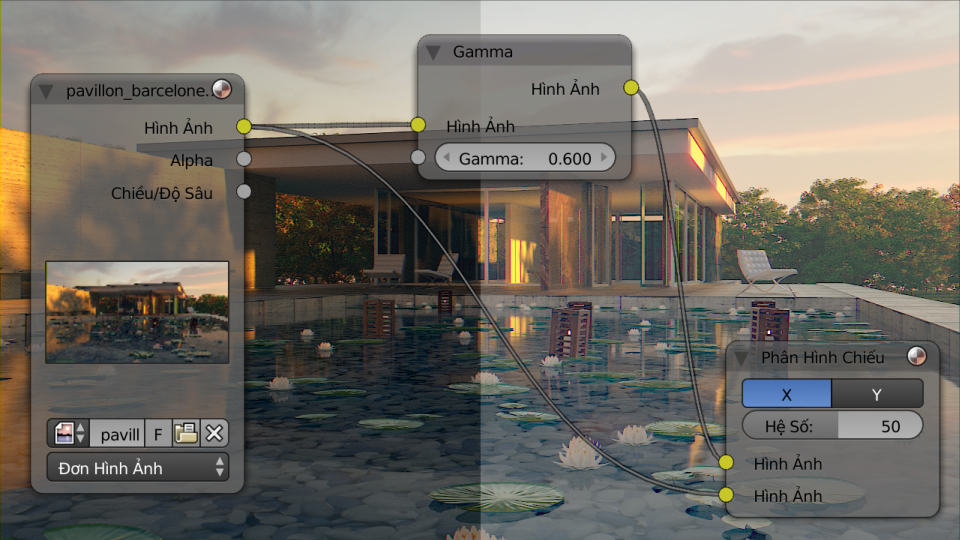 pavillon_barcelone.
Hình Ảnh
Alpha
Chiều/Độ Sâu
pavill
F
Đơn Hình Ảnh
Gamma
Hình Ảnh
Hình Ảnh
Gamma: 0.600
Phân Hình Chiếu
X Y
Hệ Số: 50
Hình Ảnh
Hình Ảnh